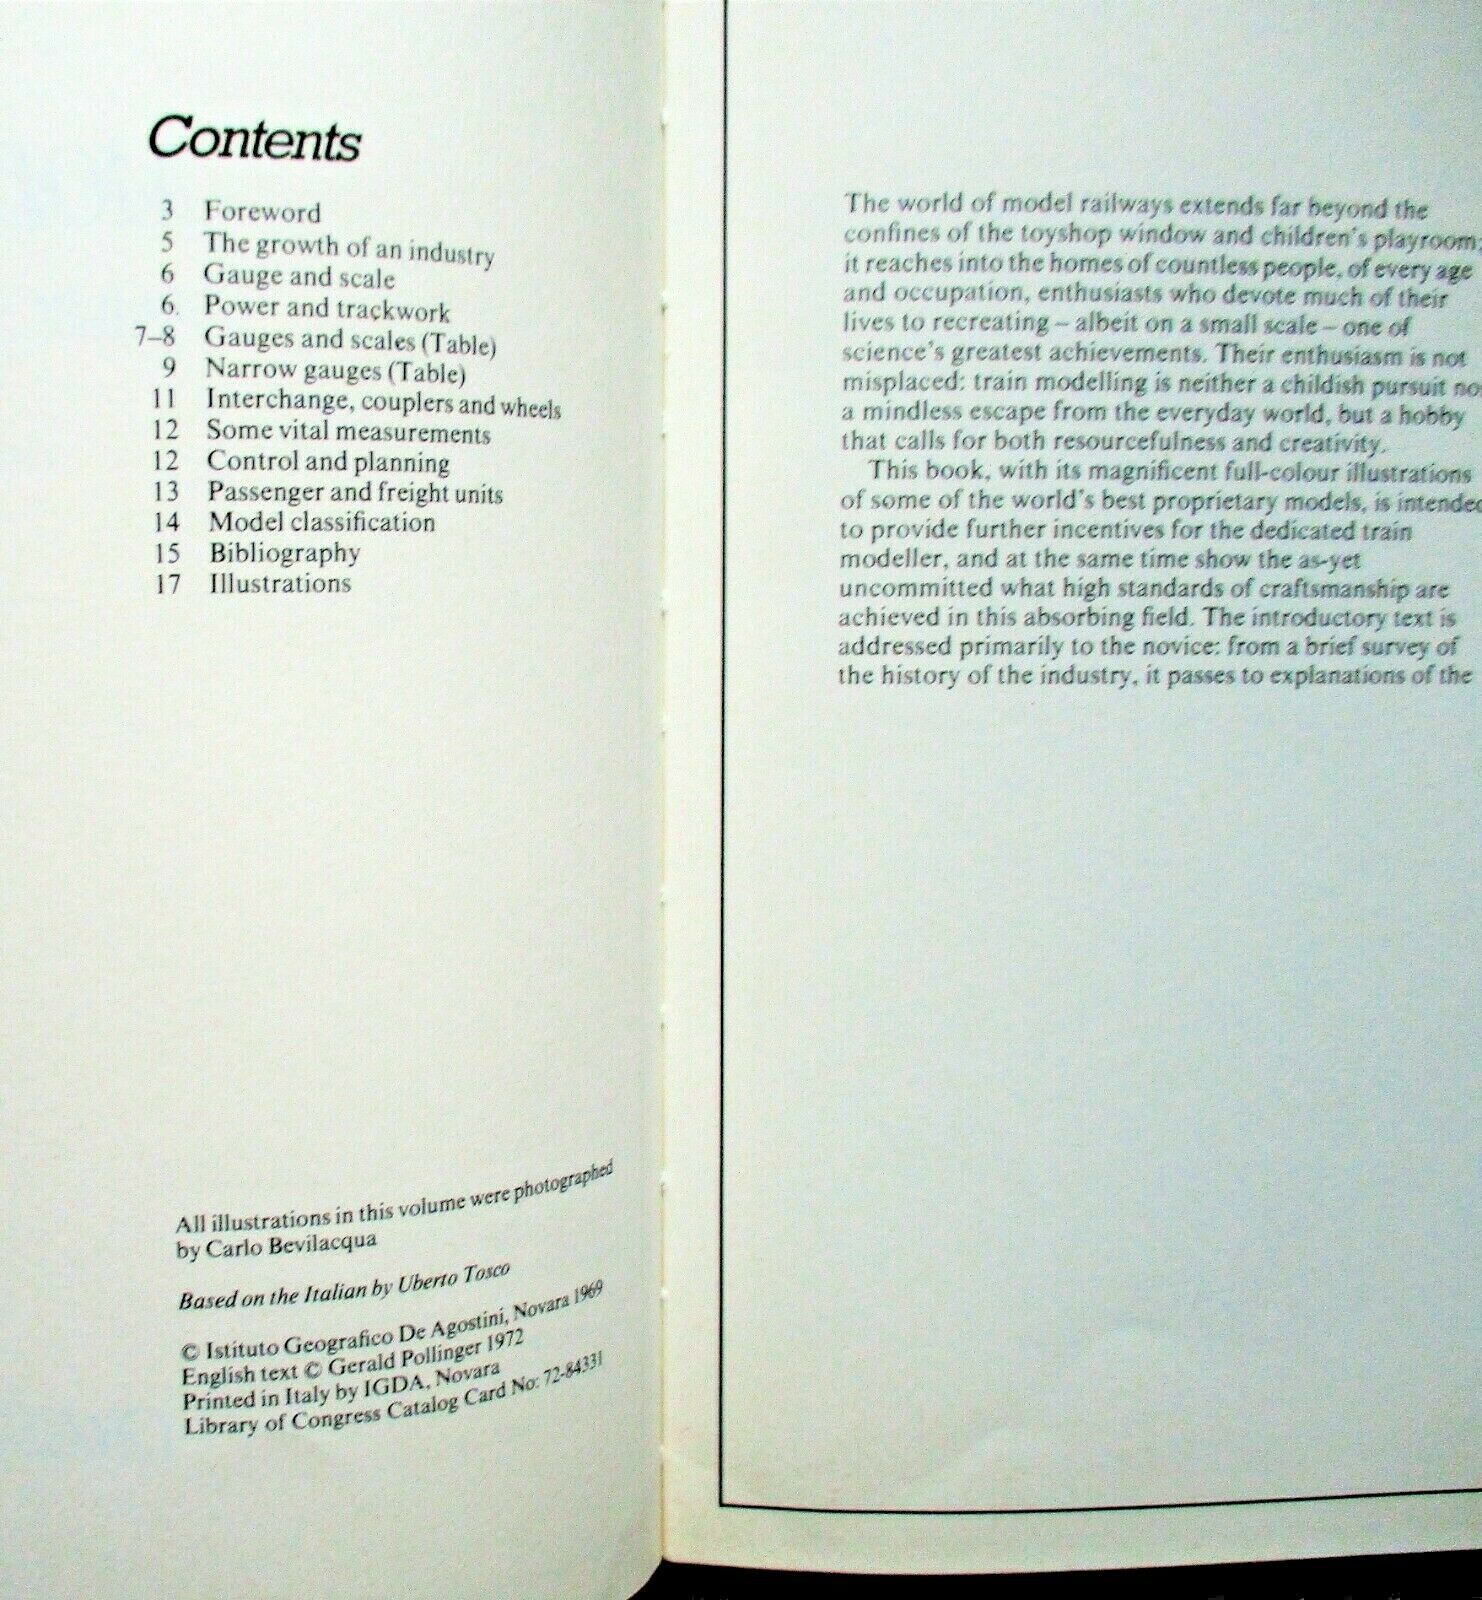 Contents
3 Foreword
5 The growth of an industry
6 Gauge and scale
6. Power and trackwork
7–8 Gauges and scales (Table)
9 Narrow gauges (Table)
11 Interchange, couplers and wheels
12 Some vital measurements
12 Control and planning
13 Passenger and freight units
14 Model classification
15 Bibliography
17 Illustrations
All illustrations in this volume were photographed
by Carlo Bevilacqua
Based on the Italian by Uberto Tosco
© Istituto Geografico De Agostini, Novara 1969
English text © Gerald Pollinger 1972
Printed in Italy by IGDA, Novara
Library of Congress Catalog Card No: 72-84331
The world of model railways extends far beyond the
confines of the toyshop window and children's playroom;
it reaches into the homes of countless people, of every age
and occupation, enthusiasts who devote much of their
lives to recreating – albeit on a small scale – one of
science's greatest achievements. Their enthusiasm is not
misplaced: train modelling is neither a childish pursuit no
a mindless escape from the everyday world, but a hobby
that calls for both resourcefulness and creativity.
This book, with its magnificent full-colour illustrations
of some of the world's best proprietary models, is intended
to provide further incentives for the dedicated train
modeller, and at the same time show the as-yet
uncommitted what high standards of craftsmanship are
achieved in this absorbing field. The introductory text is
addressed primarily to the novice: from a brief survey of
the history of the industry, it passes to explanations of the